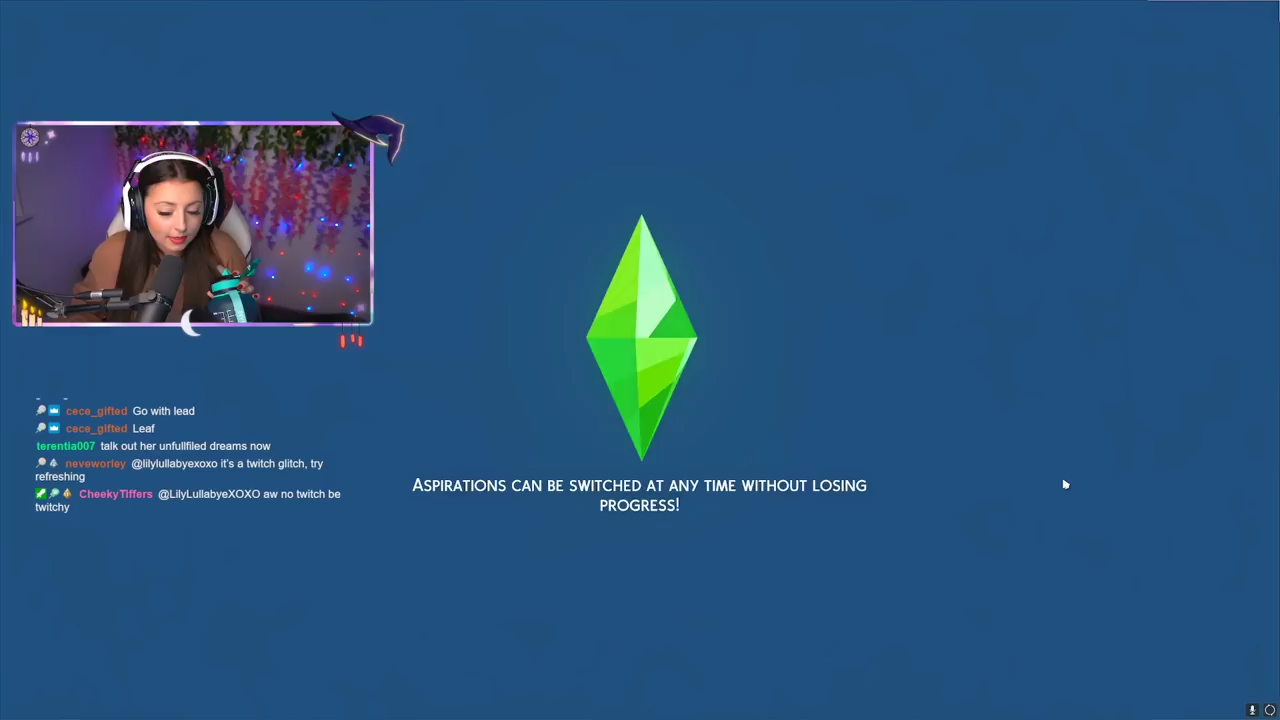 cece_gifted Go with lead
cece_gifted Leaf
terentia007 talk out her unfullfiled dreams now
neveworley @lilylullabyexoxo it's a twitch glitch, try
refreshing
CheekyTiffers @LilyLullabyeXOXO aw no twitch be
twitchy
ASPIRATIONS CAN BE SWITCHED AT ANY TIME WITHOUT LOSING
PROGRESS!